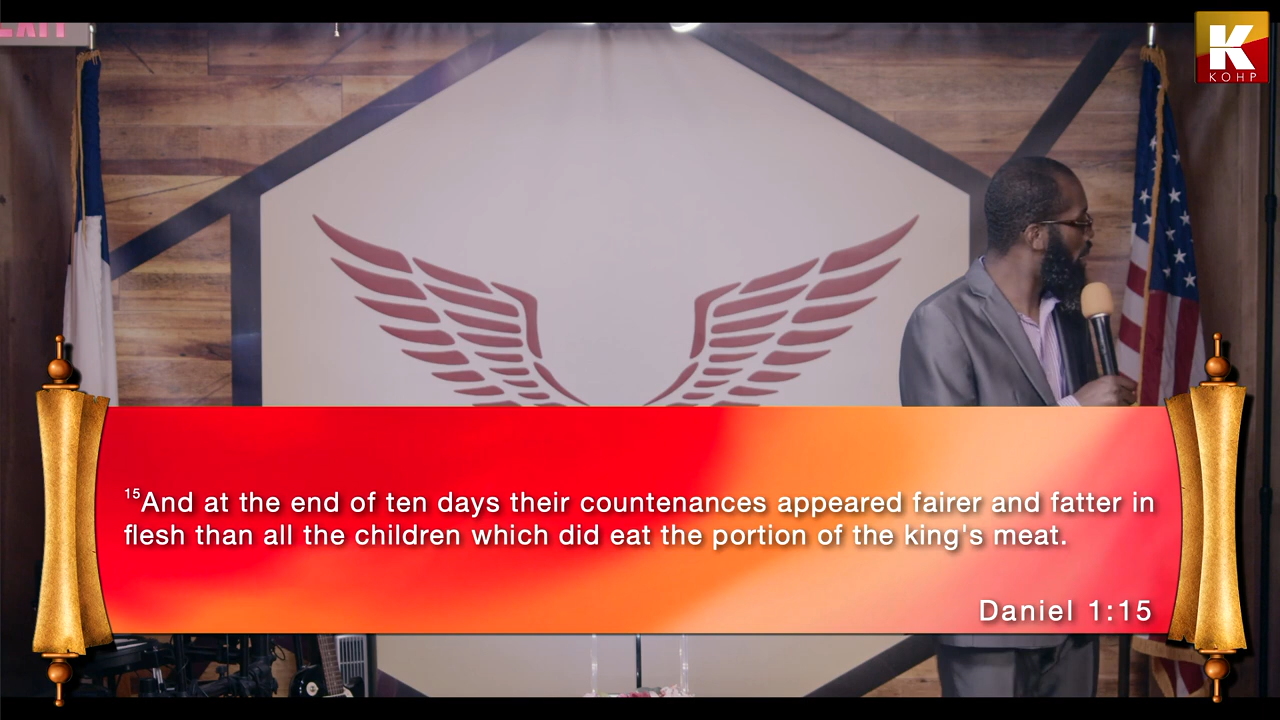 EXIT
K
KOHP
15And at the end of ten days their countenances appeared fairer and fatter in
flesh than all the children which did eat the portion of the king's meat.
Daniel 1:15